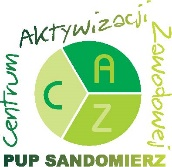 Centrum Aktywizacji Zawodowej
C A Z
PUP SANDOMIERZ